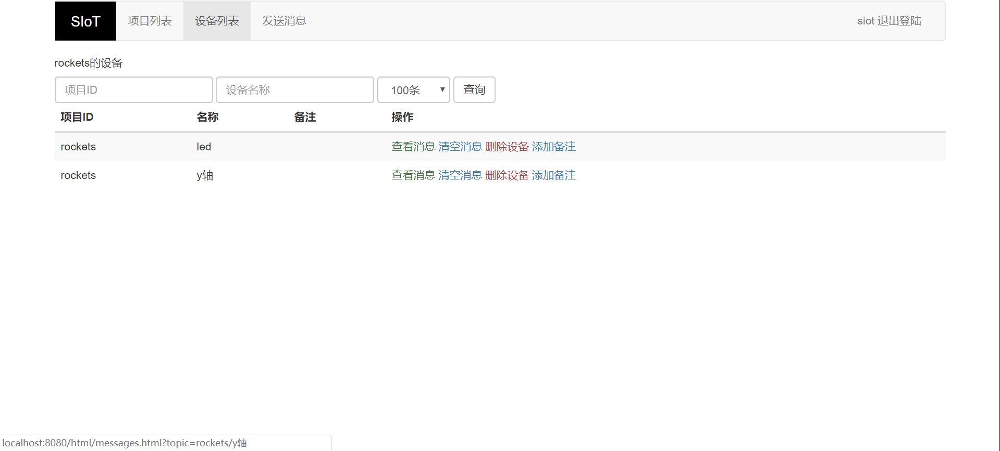 SIoT 项目列表 设备列表 发送消息 siot 退出登陆
rockets的设备
项目ID 设备名称 100条 查询
项目ID 名称 备注 操作
rockets led 查看消息 清空消息 删除设备 添加备注
rockets y轴 查看消息 清空消息 删除设备 添加备注
localhost:8080/html/messages.html?topic=rockets/y轴